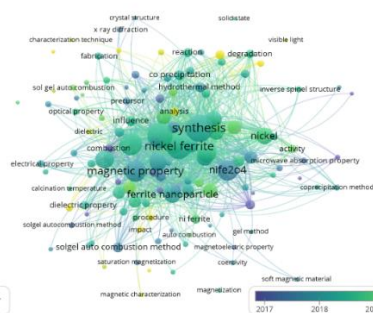 crystal structure
solid state
x ray diffraction
characterization technique
visible light
fabrication
reaction
degradation
co precipitation
sol gel auto combustion
hydrothermal method
inverse spinel structure
precursor
optical property
analysis
influence
dielectric
synthesis
nickel
combustion
nickel ferrite
activity
electrical property
microwave absorption property
magnetic property
nife2o4
calcination temperature
coprecipitation method
ferrite nanoparticle
dielectric property
procedure
ni ferrite
solgel autocombustion method
impact
auto combustion
gel method
solgel auto combustion method
magnetoelectric property
saturation magnetization
coercivity
soft magnetic material
magnetic characterization
magnetization
2017 2018